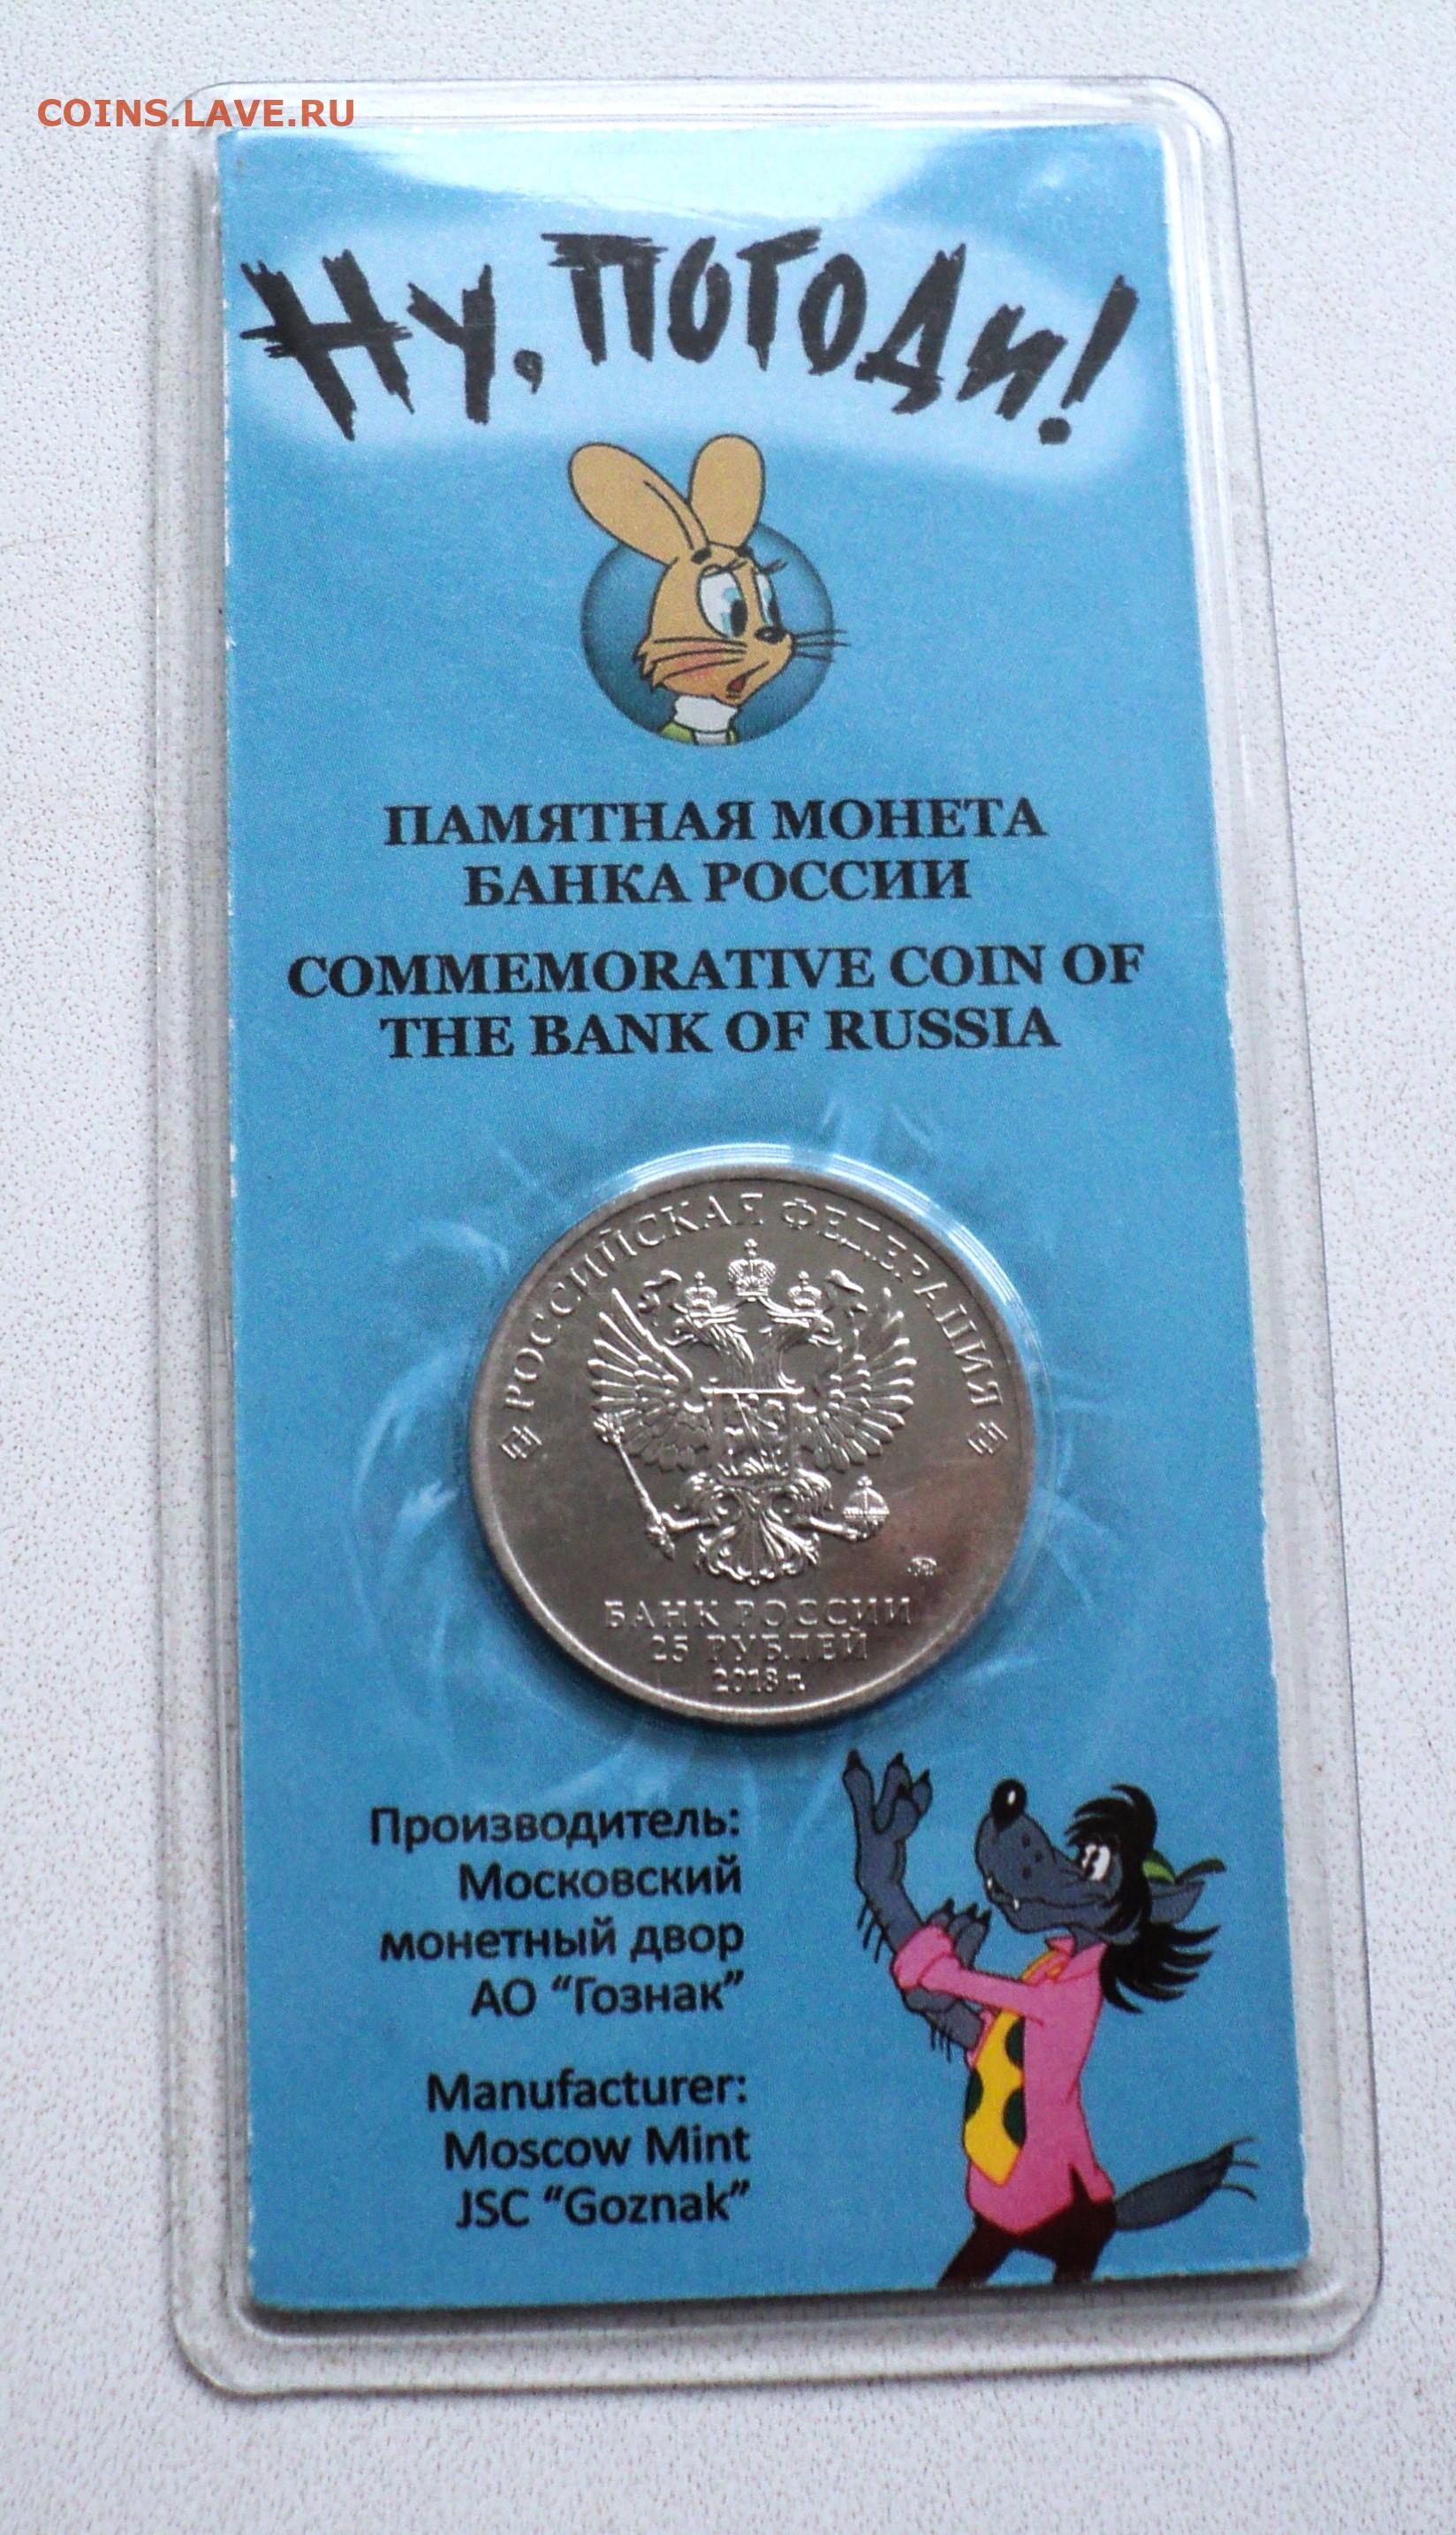 COINS.LAVE.RU
Ну, погоди!
ПАМЯТНАЯ МОНЕТА
БАНКА РОССИИ
COMMEMORATIVE COIN OF
THE BANK OF RUSSIA
РОССИЙСКАЯ ФЕДЕРАЦИЯ
БАНК РОССИИ
25 РУБЛЕЙ
2018 г.
Производитель:
Московский
монетный двор
АО “Гознак”
Manufacturer:
Moscow Mint
JSC “Goznak”